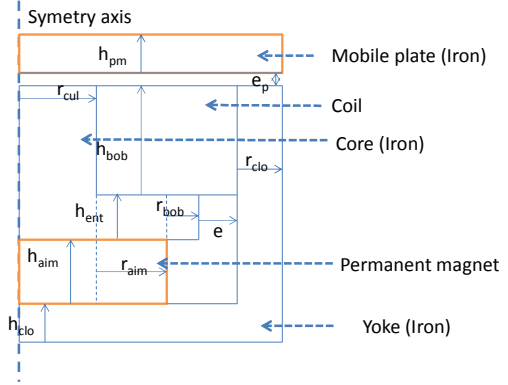 Symetry axis
h_pm
Mobile plate (Iron)
e_p
r_cul
Coil
h_bob
Core (Iron)
r_clo
h_ent
r_bob
e
h_aim
r_aim
Permanent magnet
h_clo
Yoke (Iron)